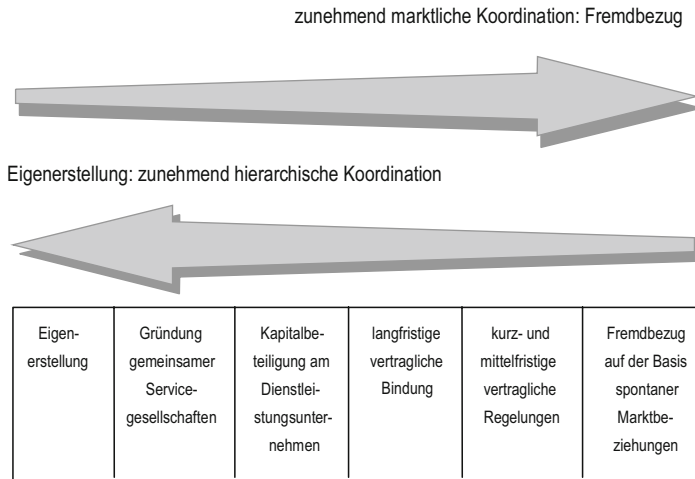 zunehmend marktliche Koordination: Fremdbezug
Eigenerstellung: zunehmend hierarchische Koordination
Eigen-
erstellung
Gründung
gemeinsamer
Service-
gesellschaften
Kapitalbe-
teiligung am
Dienstlei-
stungsunter-
nehmen
langfristige
vertragliche
Bindung
kurz- und
mittelfristige
vertragliche
Regelungen
Fremdbezug
auf der Basis
spontaner
Marktbe-
ziehungen